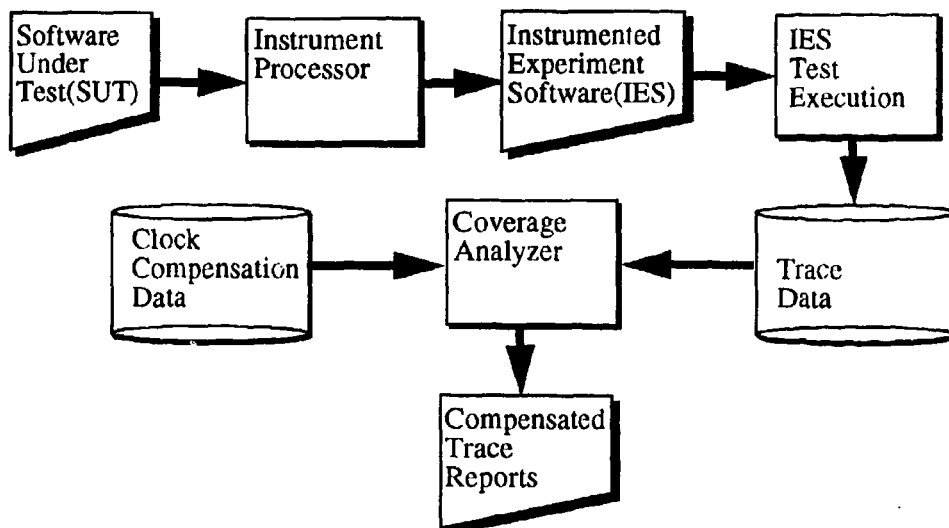 Software
Under
Test(SUT)
Instrument
Processor
Instrumented
Experiment
Software(IES)
IES
Test
Execution
Clock
Compensation
Data
Coverage
Analyzer
Trace
Data
Compensated
Trace
Reports